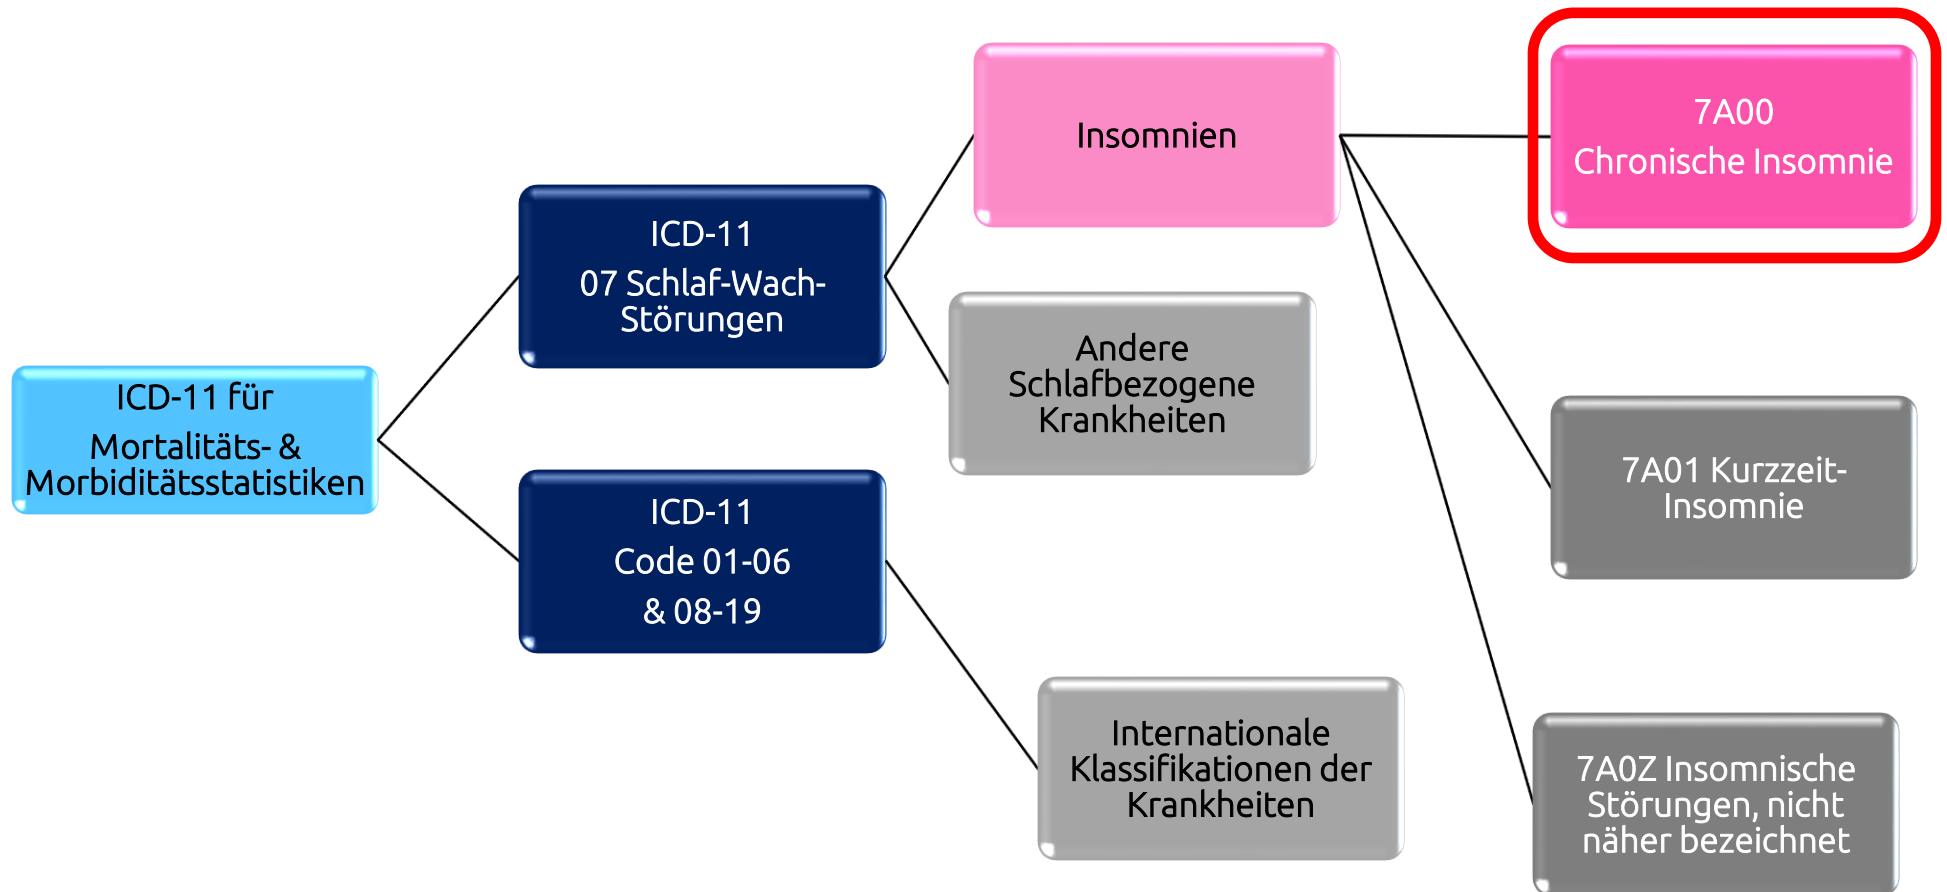 ICD-11 für
Mortalitäts- &
Morbiditätsstatistiken
ICD-11
07 Schlaf-Wach-
Störungen
ICD-11
Code 01-06
& 08-19
Insomnien
Andere
Schlafbezogene
Krankheiten
Internationale
Klassifikationen der
Krankheiten
7A00
Chronische Insomnie
7A01 Kurzzeit-
Insomnie
7A0Z Insomnische
Störungen, nicht
näher bezeichnet